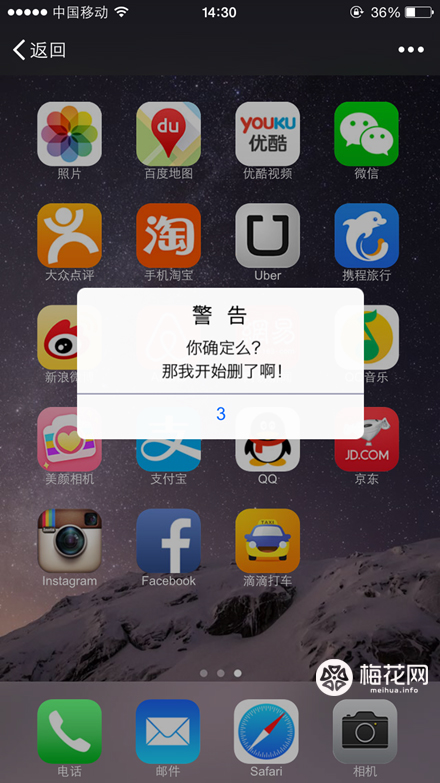 中国移动 14:30 36%
返回
du
YOUKU
优酷
照片 百度地图 优酷视频 微信
淘
大众点评 手机淘宝 Uber 携程旅行
警 告
你确定么?
那我开始删了啊!
3
新浪微
音乐
支
JD.COM
美颜相机 支付宝 QQ 京东
TAXI
Instagram Facebook 滴滴打车
梅花网
meihua.info
电话 邮件 Safari 相机